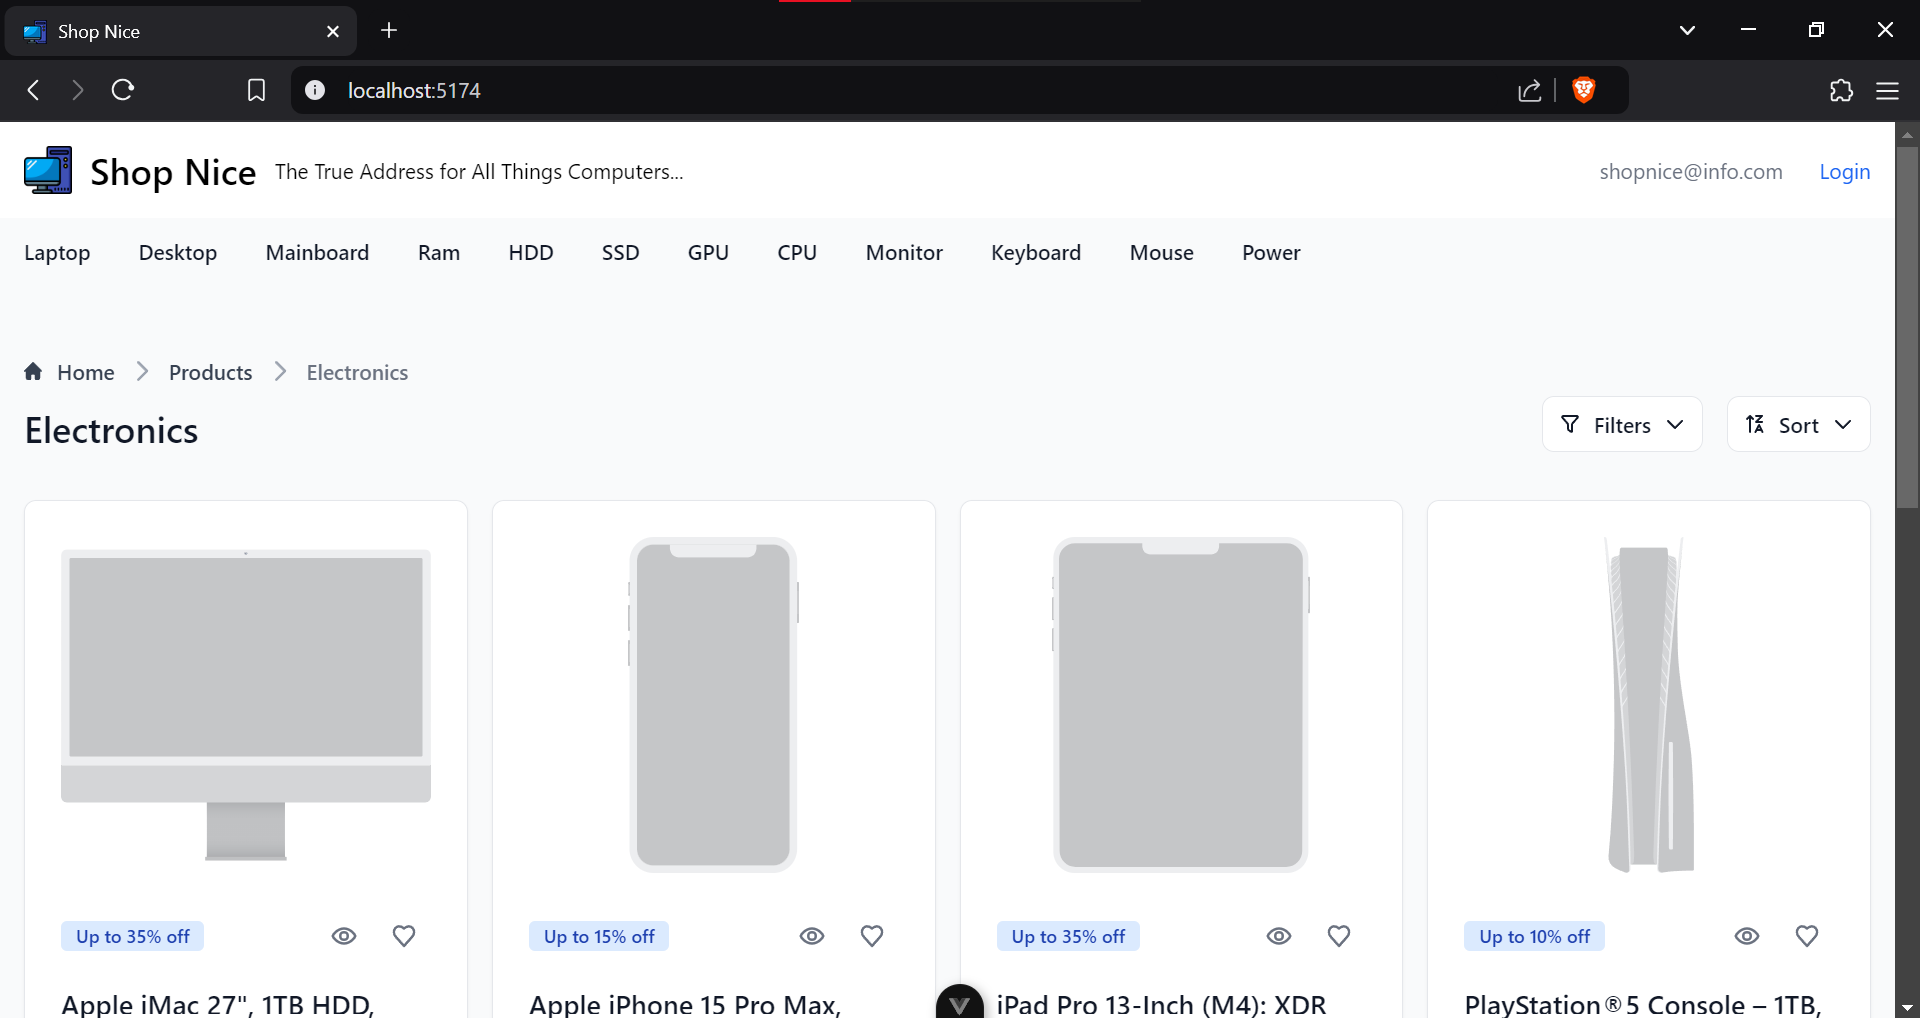 Shop Nice
localhost:5174
Shop Nice The True Address for All Things Computers... shopnice@info.com Login
Laptop Desktop Mainboard Ram HDD SSD GPU CPU Monitor Keyboard Mouse Power
Home Products Electronics
Electronics
Filters Sort
Up to 35% off Up to 15% off Up to 35% off Up to 10% off
Apple iMac 27", 1TB HDD, Apple iPhone 15 Pro Max, iPad Pro 13-Inch (M4): XDR PlayStation®5 Console – 1TB,